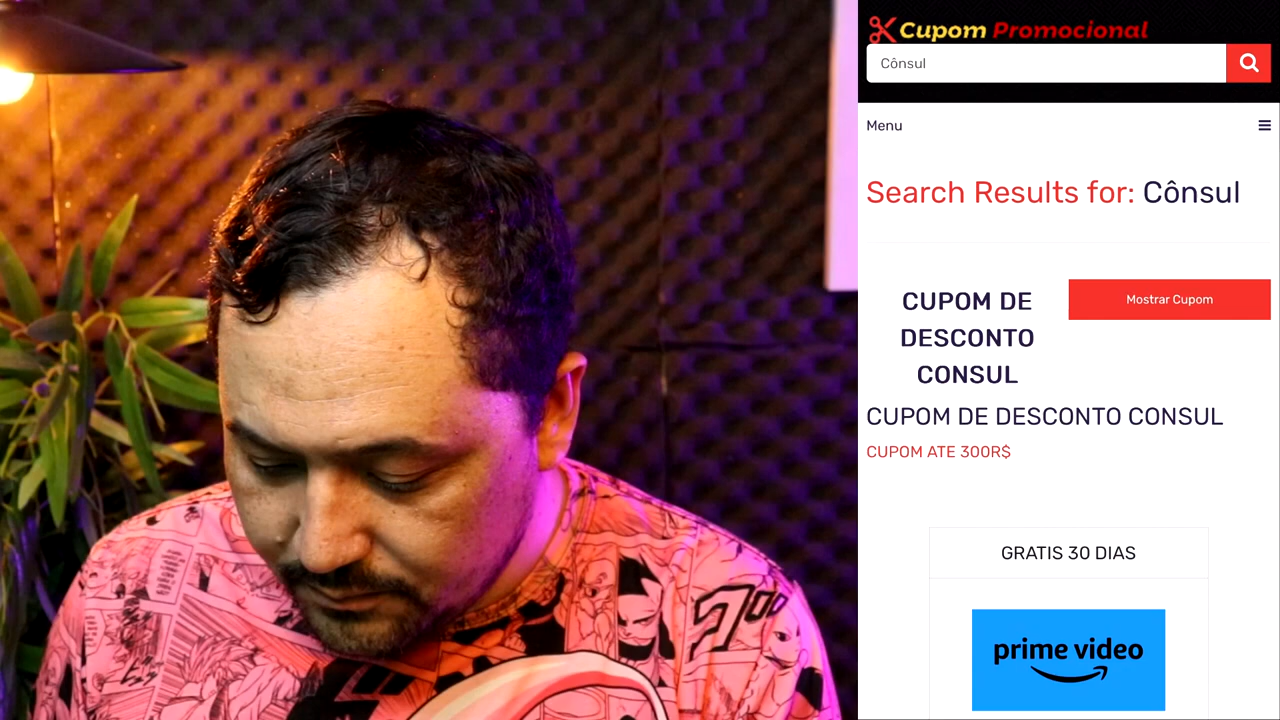 Cupom Promocional
Cônsul
Menu
Search Results for: Cônsul
CUPOM DE
DESCONTO
CONSUL
Mostrar Cupom
CUPOM DE DESCONTO CONSUL
CUPOM ATE 300R$
GRATIS 30 DIAS
prime video